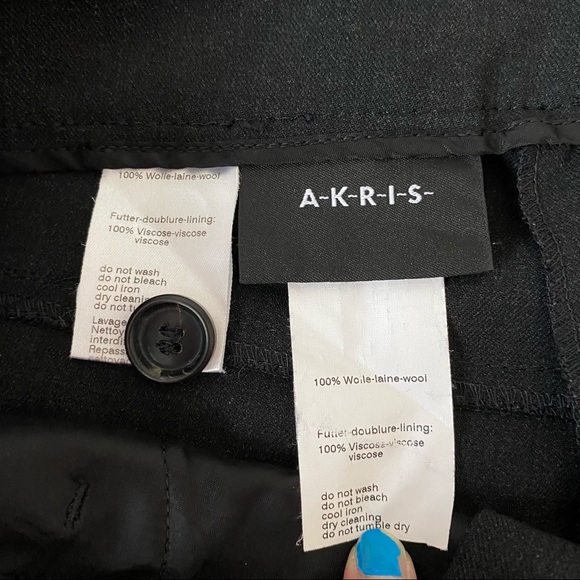 A-K-R-I-S-
100% Wolle-laine-wool
Futter-doublure-lining:
100% Viscose-viscose
viscose
do not wash
do not bleach
cool iron
dry cleaning
do not tu
Lavage
Nettoy
interdi
Repass
100% Wolle-laine-wool
Futter-doublure-lining:
100% Viscose-viscose
viscose
do not wash
do not bleach
cool iron
dry cleaning
do not tumble dry